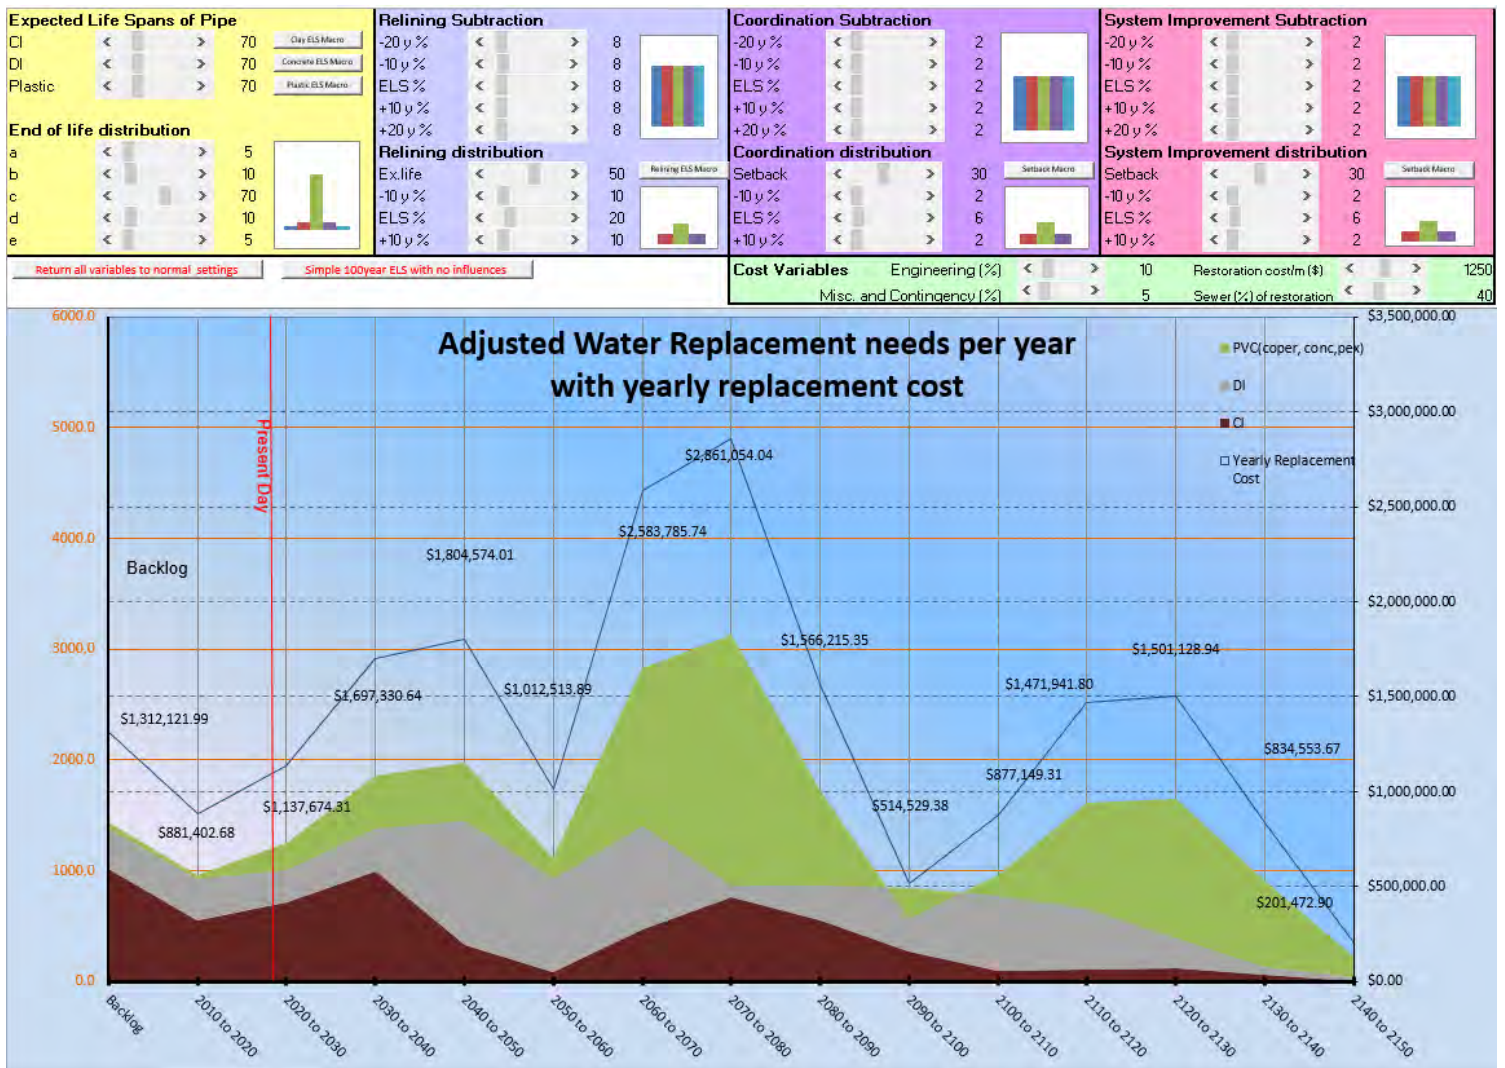 Expected Life Spans of Pipe
CI 70 Clay ELS Macro
DI 70 Concrete ELS Macro
Plastic 70 Plastic ELS Macro
End of life distribution
a 5
b 10
c 70
d 10
e 5
Relining Subtraction
-20 y % 8
-10 y % 8
ELS % 8
+10 y % 8
+20 y % 8
Relining distribution
Ex.life 50 Relining ELS Macro
-10 y % 10
ELS % 20
+10 y % 10
Coordination Subtraction
-20 y % 2
-10 y % 2
ELS % 2
+10 y % 2
+20 y % 2
Coordination distribution
Setback 30 Setback Macro
-10 y % 2
ELS % 6
+10 y % 2
System Improvement Subtraction
-20 y % 2
-10 y % 2
ELS % 2
+10 y % 2
+20 y % 2
System Improvement distribution
Setback 30 Setback Macro
-10 y % 2
ELS % 6
+10 y % 2
Return all variables to normal settings
Simple 100year ELS with no influences
Cost Variables Engineering (%) 10 Restoration cost/m ($) 1250
Misc. and Contingency (%) 5 Sewer (%) of restoration 40
Adjusted Water Replacement needs per year
with yearly replacement cost
6000.0
5000.0
4000.0
3000.0
2000.0
1000.0
0.0
$3,500,000.00
$3,000,000.00
$2,500,000.00
$2,000,000.00
$1,500,000.00
$1,000,000.00
$500,000.00
$0.00
PVC(coper, conc,pex)
DI
CI
Yearly Replacement
Cost
Present Day
Backlog
$1,312,121.99
$881,402.68
$1,137,674.31
$1,697,330.64
$1,804,574.01
$1,012,513.89
$2,583,785.74
$2,861,054.04
$1,566,215.35
$514,529.38
$877,149.31
$1,471,941.80
$1,501,128.94
$834,553.67
$201,472.90
Backlog
2010 to 2020
2020 to 2030
2030 to 2040
2040 to 2050
2050 to 2060
2060 to 2070
2070 to 2080
2080 to 2090
2090 to 2100
2100 to 2110
2110 to 2120
2120 to 2130
2130 to 2140
2140 to 2150